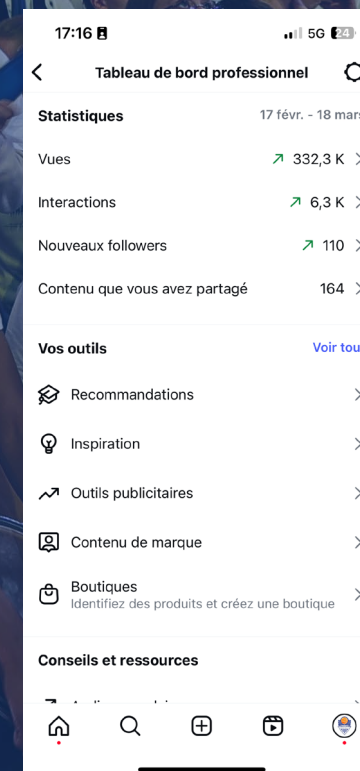 17:16
5G 24
Tableau de bord professionnel
Statistiques
17 févr. - 18 mars
Vues
332,3 K
Interactions
6,3 K
Nouveaux followers
110
Contenu que vous avez partagé
164
Vos outils
Voir tou
Recommandations
Inspiration
Outils publicitaires
Contenu de marque
Boutiques
Identifiez des produits et créez une boutique
Conseils et ressources